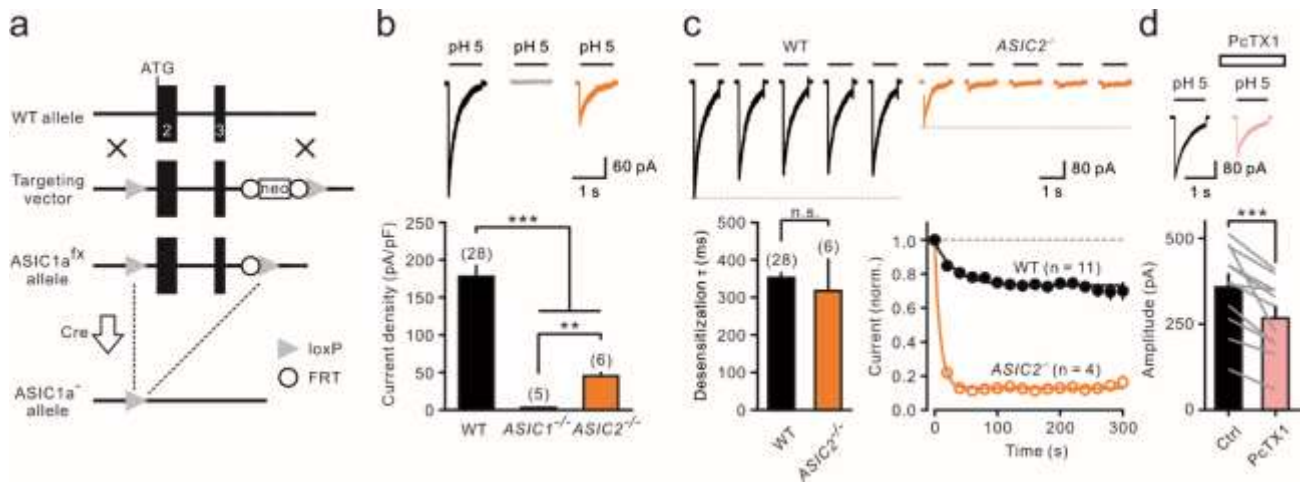 a
ATG
WT allele
2
3
Targeting
vector
neo
ASIC1a^fx
allele
Cre
loxP
FRT
ASIC1a^-
allele
b
pH 5
pH 5
pH 5
60 pA
1 s
***
**
(28)
(5)
(6)
Current density (pA/pF)
250
200
150
100
50
0
WT
ASIC1^-/-
ASIC2^-/-
c
WT
ASIC2^-/-
80 pA
1 s
n.s.
(28)
(6)
Desensitization τ (ms)
500
400
300
200
100
0
WT
ASIC2^-/-
Current (norm.)
1.0
0.8
0.6
0.4
0.2
0.0
WT (n = 11)
ASIC2^-/- (n = 4)
0
100
200
300
Time (s)
d
PcTX1
pH 5
pH 5
80 pA
1 s
***
Amplitude (pA)
500
250
0
Ctrl
PcTX1